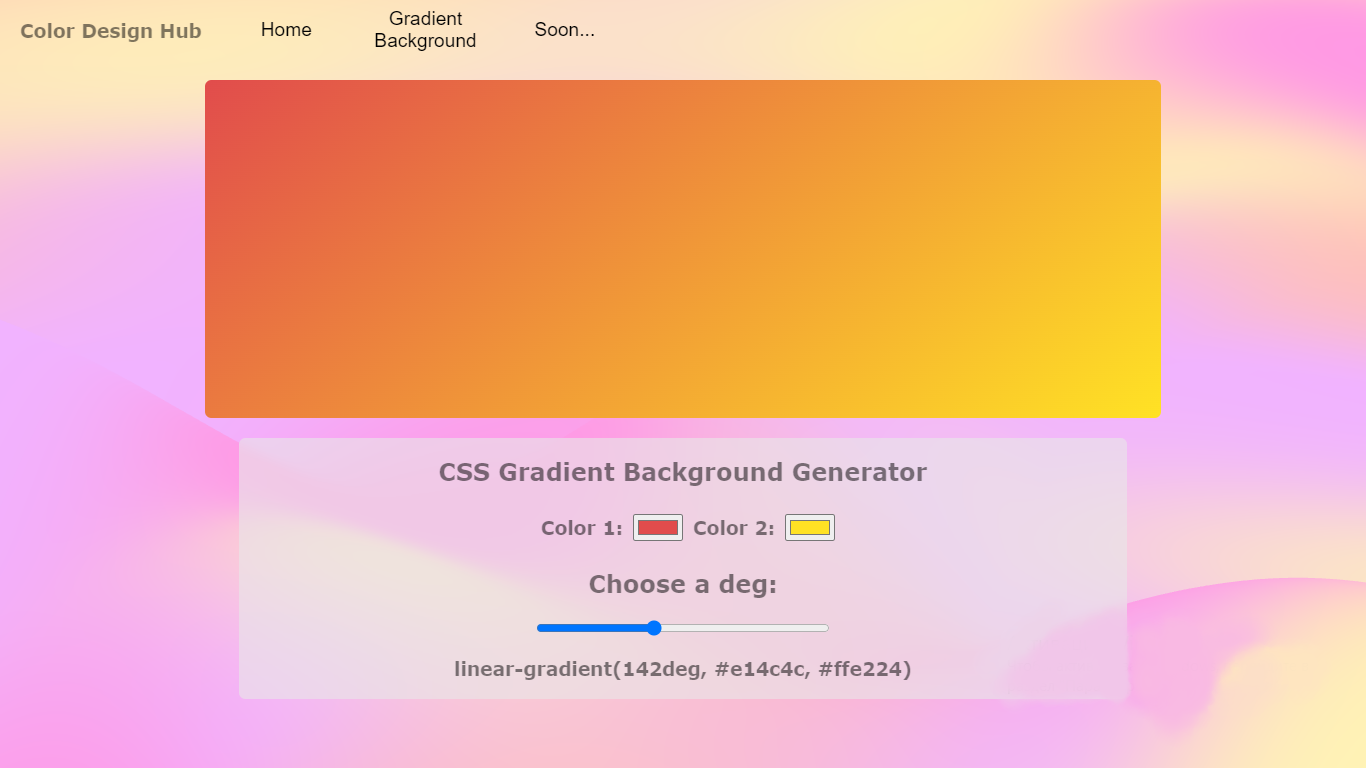 Color Design Hub
Home
Gradient
Background
Soon...
CSS Gradient Background Generator
Color 1: Color 2:
Choose a deg:
linear-gradient(142deg, #e14c4c, #ffe224)